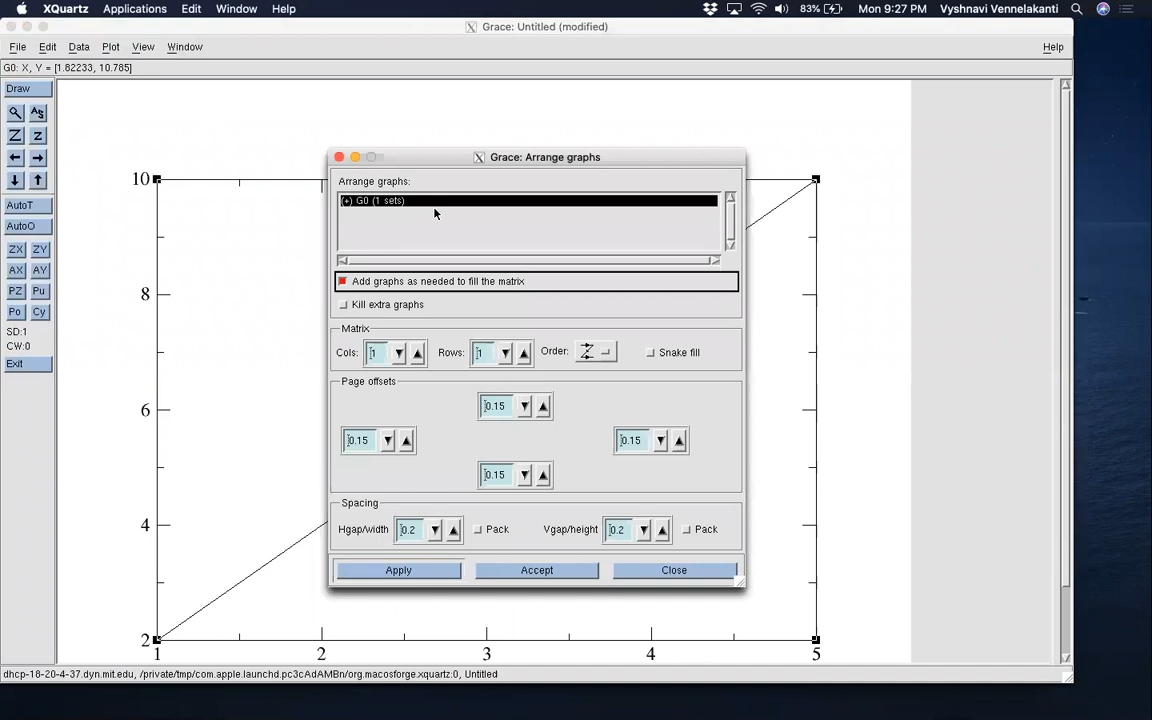 XQuartz Applications Edit Window Help 83% Mon 9:27 PM Vyshnavi Vennelakanti
X Grace: Untitled (modified)
File Edit Data Plot View Window Help
G0: X, Y = [1.82233, 10.785]
Draw
A S
Z z
AutoT
AutoO
ZX ZY
AX AY
PZ Pu
Po Cy
SD:1
CW:0
Exit
10
8
6
4
2
1 2 3 4 5
X Grace: Arrange graphs
Arrange graphs:
(+) G0 (1 sets)
Add graphs as needed to fill the matrix
Kill extra graphs
Matrix
Cols: 1 Rows: 1 Order: Snake fill
Page offsets
0.15
0.15 0.15
0.15
Spacing
Hgap/width 0.2 Pack Vgap/height 0.2 Pack
Apply Accept Close
dhcp-18-20-4-37.dyn.mit.edu, /private/tmp/com.apple.launchd.pc3cAdAMBn/org.macosforge.xquartz:0, Untitled